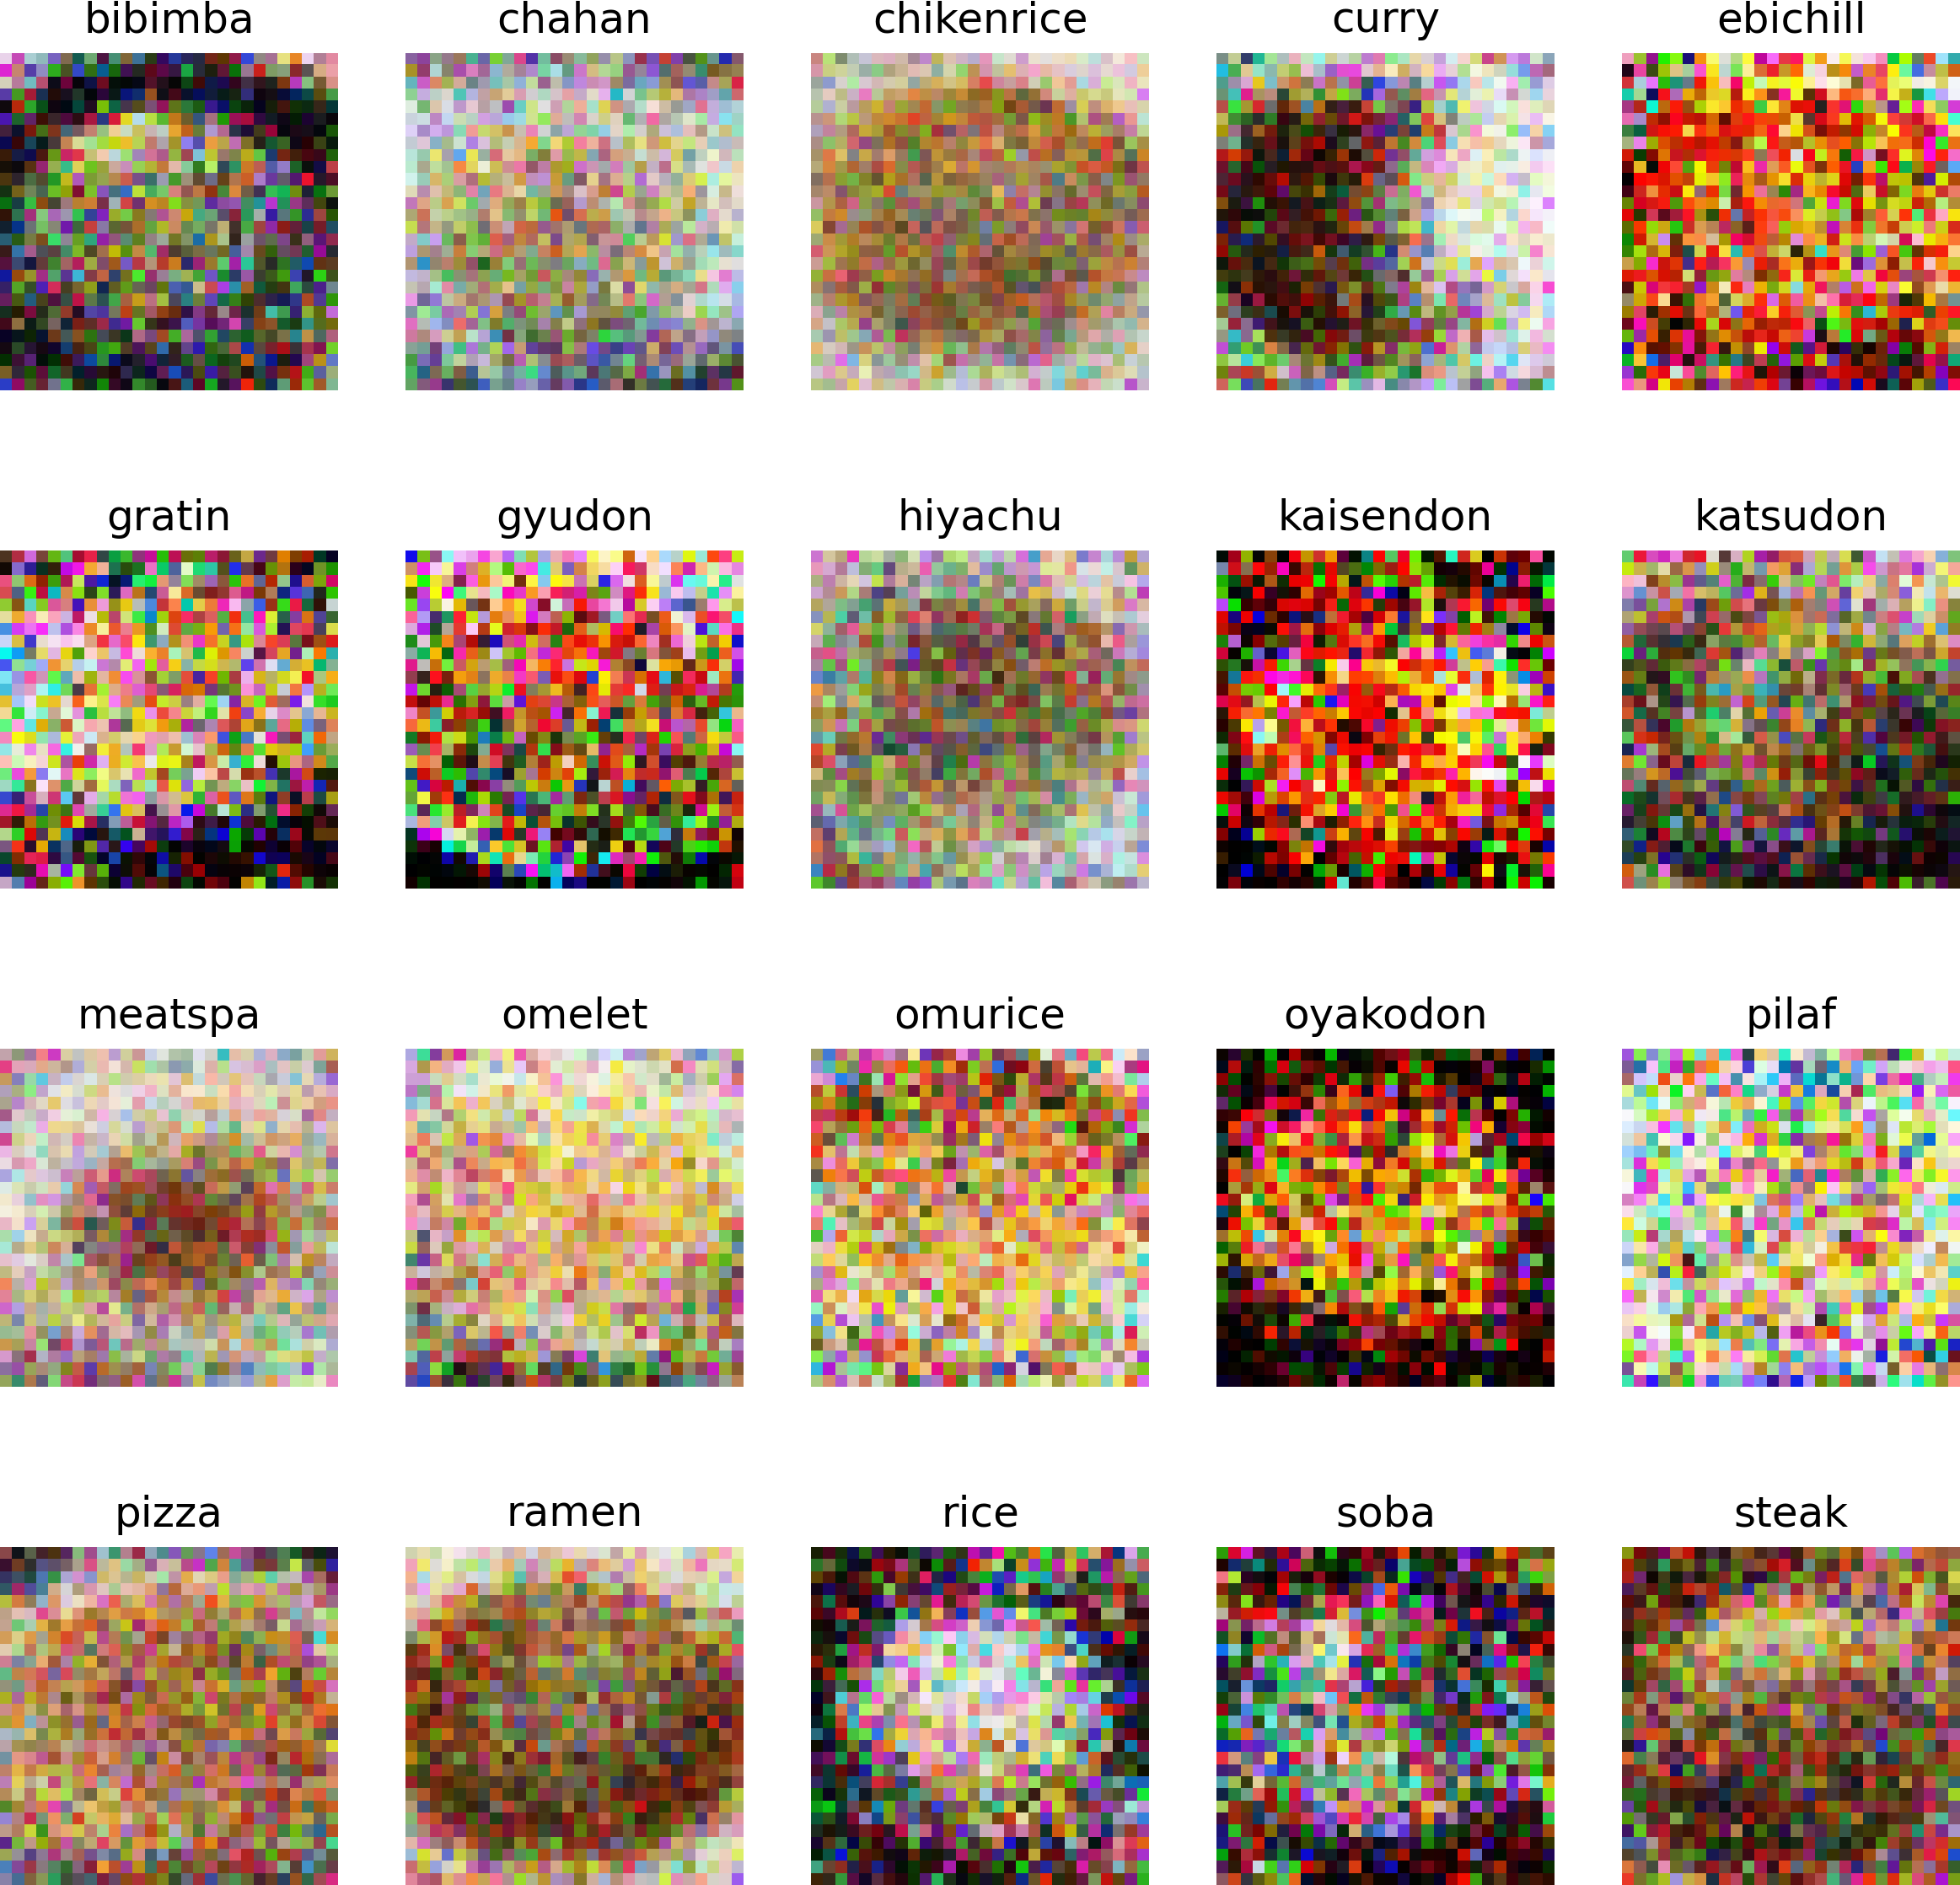 bibimba
chahan
chikenrice
curry
ebichill
gratin
gyudon
hiyachu
kaisendon
katsudon
meatspa
omelet
omurice
oyakodon
pilaf
pizza
ramen
rice
soba
steak